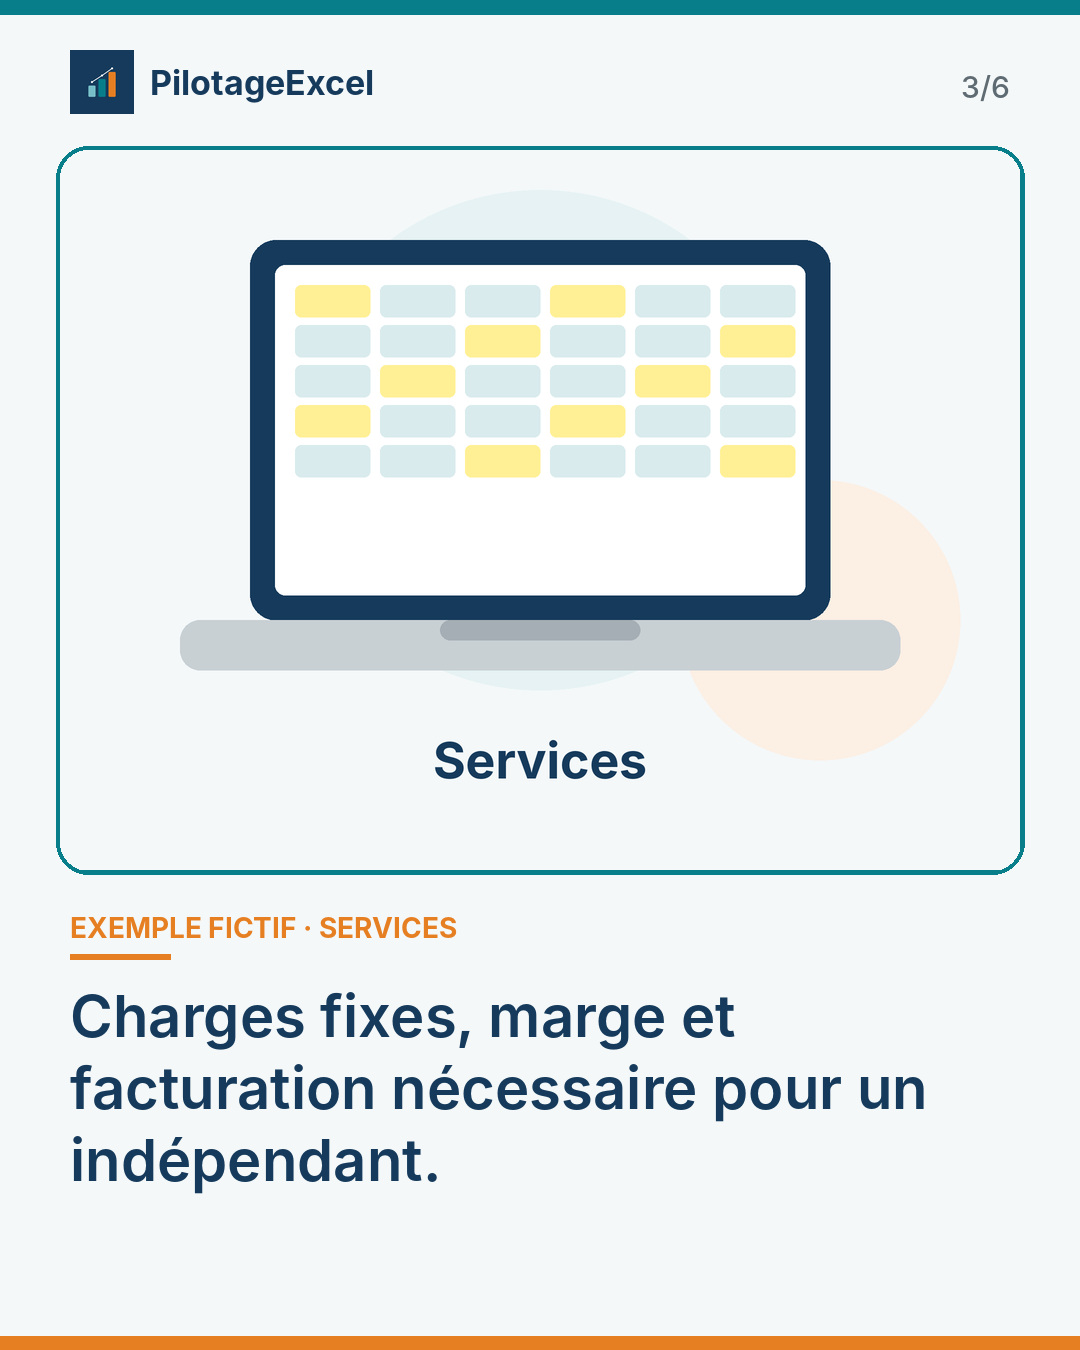 PilotageExcel
3/6
Services
EXEMPLE FICTIF · SERVICES
Charges fixes, marge et
facturation nécessaire pour un
indépendant.